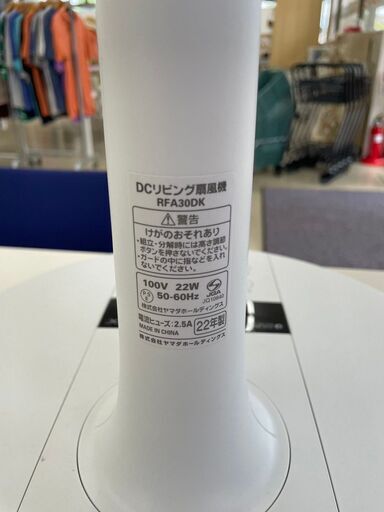 DCリビング扇風機
RFA30DK
⚠警告
けがのおそれあり
・組立・分解時には高さ調節
ボタンを押さないでください。
・ガードの中に指などを入れ
ないでください。
100V 22W
50-60Hz
PSE
JQA
株式会社ヤマダホールディングス
電流ヒューズ:2.5A
MADE IN CHINA
22年製
株式会社ヤマダホールディングス